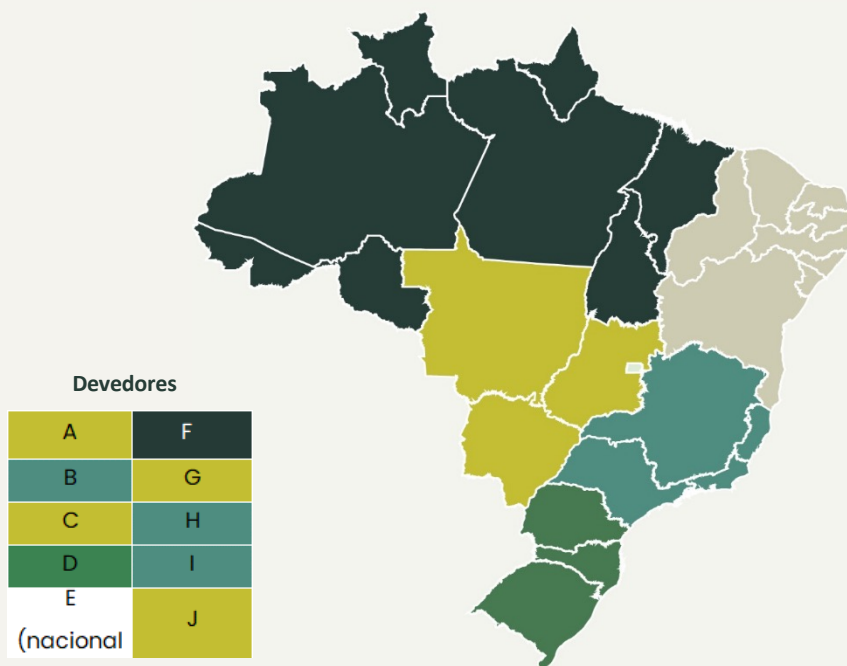 Devedores
A F
B G
C H
D I
E
(nacional
J